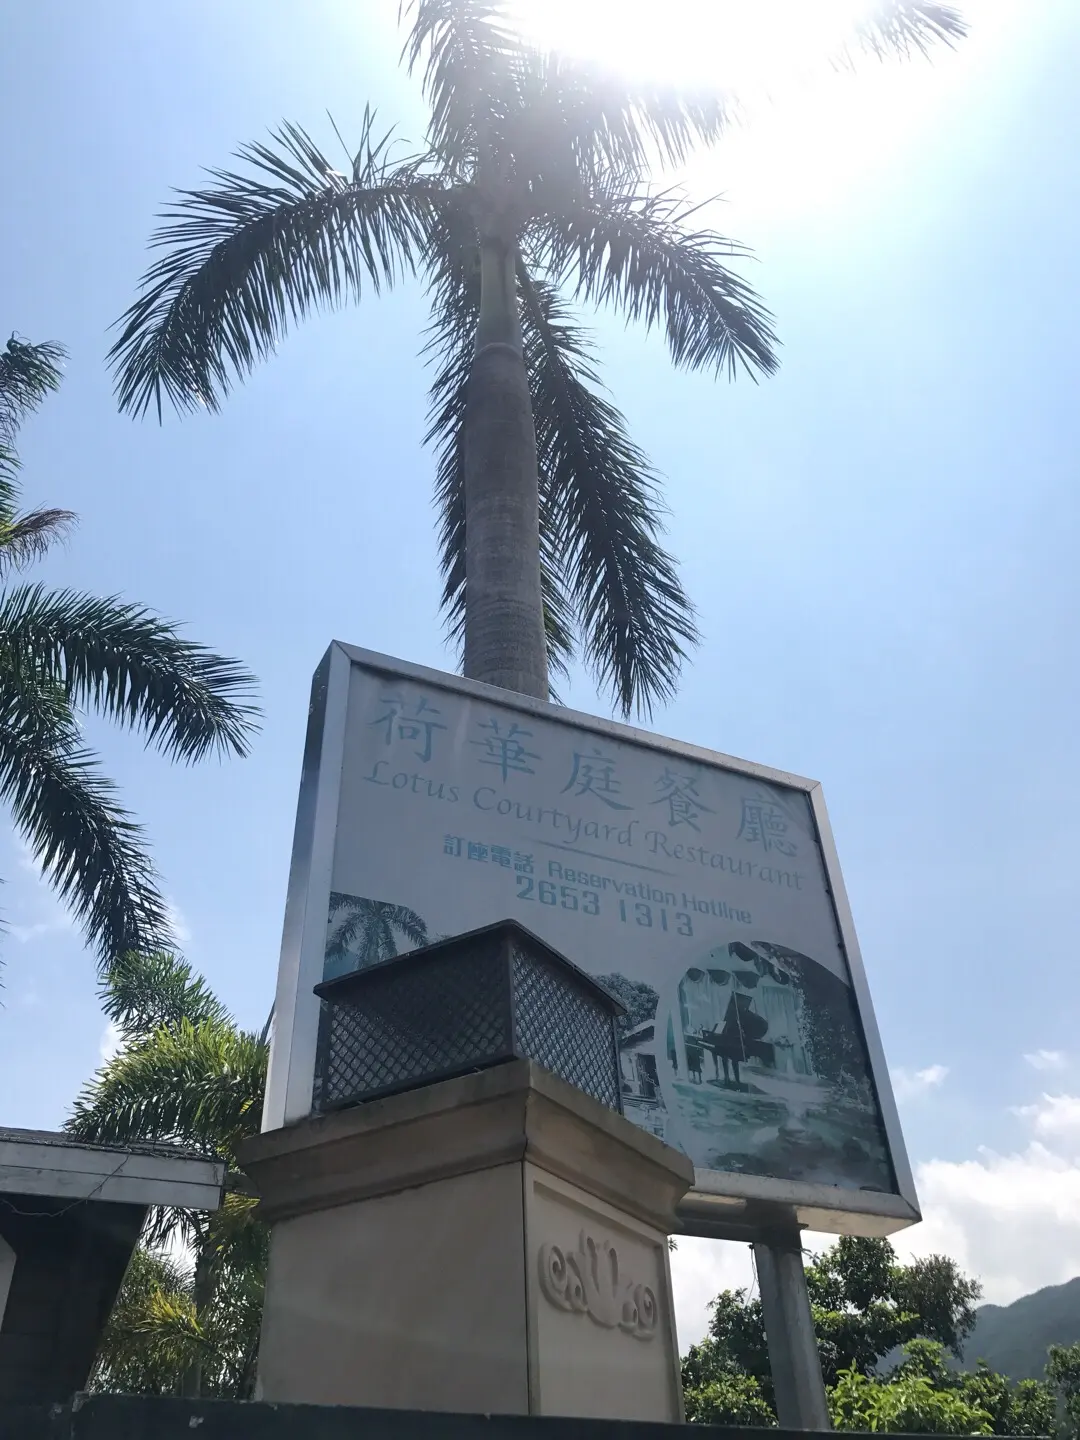 荷華庭餐廳
Lotus Courtyard Restaurant
訂座電話 Reservation Hotline
2653 1313